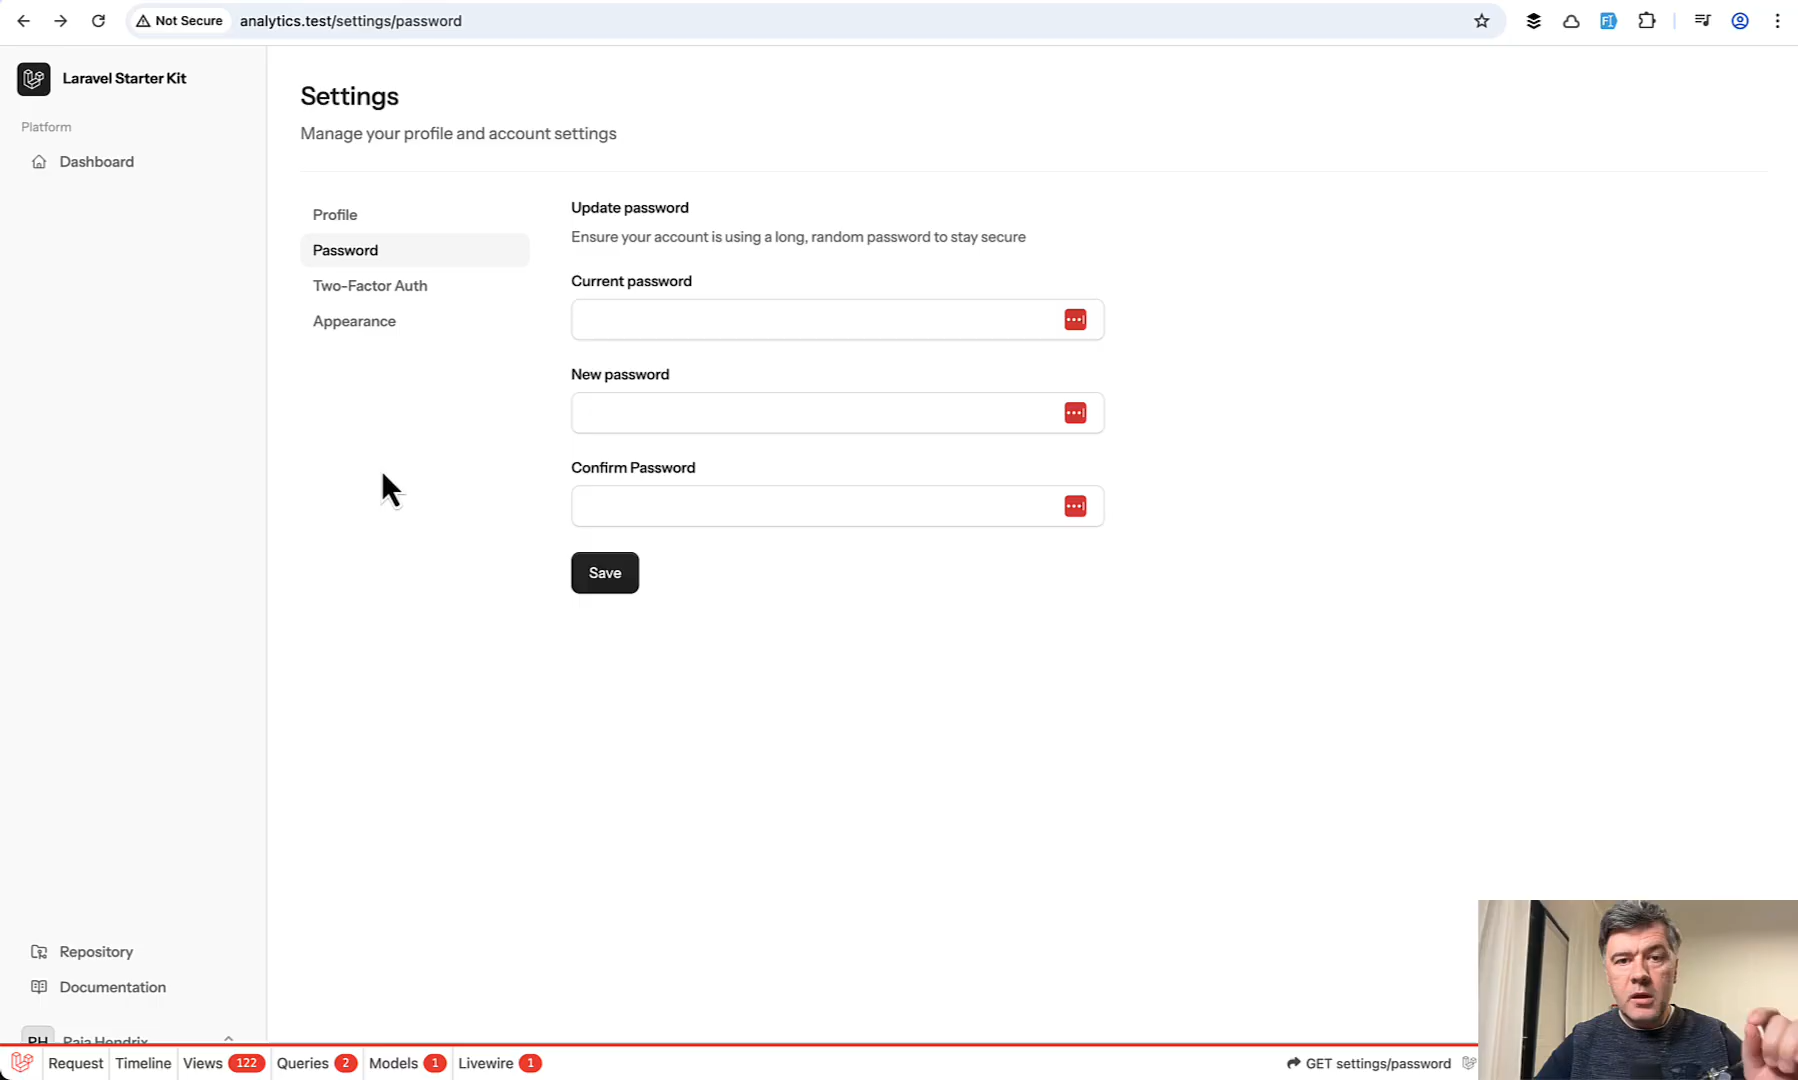 Not Secure analytics.test/settings/password
Laravel Starter Kit
Platform
Dashboard
Settings
Manage your profile and account settings
Profile
Password
Two-Factor Auth
Appearance
Update password
Ensure your account is using a long, random password to stay secure
Current password
New password
Confirm Password
Save
Repository
Documentation
PH Paia Hendrix
Request Timeline Views 122 Queries 2 Models 1 Livewire 1 GET settings/password